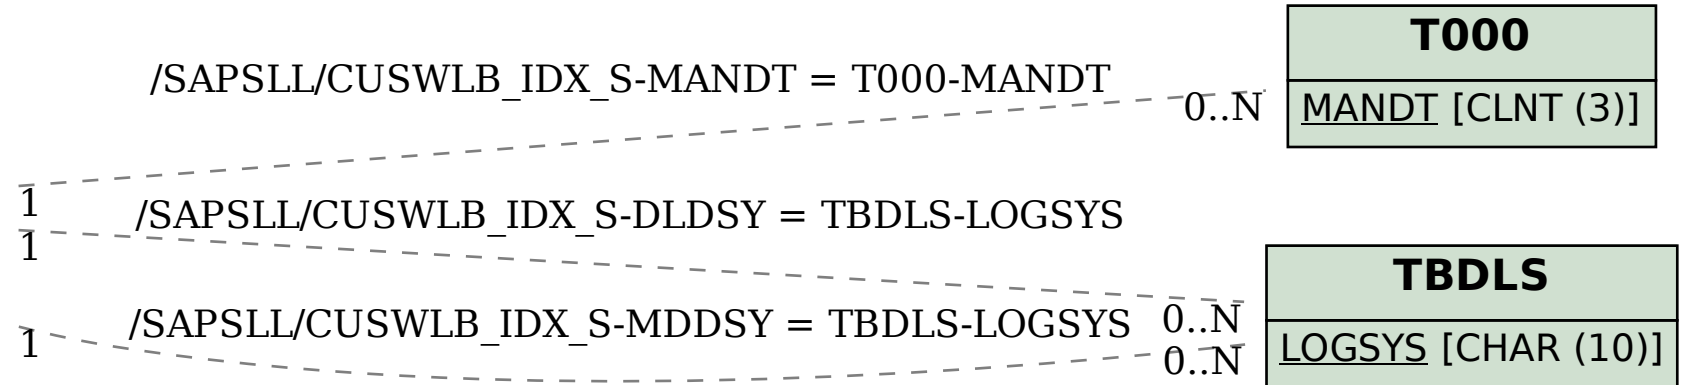 T000
/SAPSLL/CUSWLB_IDX_S-MANDT = T000-MANDT
0..N
MANDT [CLNT (3)]
1
/SAPSLL/CUSWLB_IDX_S-DLDSY = TBDLS-LOGSYS
1
TBDLS
/SAPSLL/CUSWLB_IDX_S-MDDSY = TBDLS-LOGSYS
0..N
1
0..N
LOGSYS [CHAR (10)]